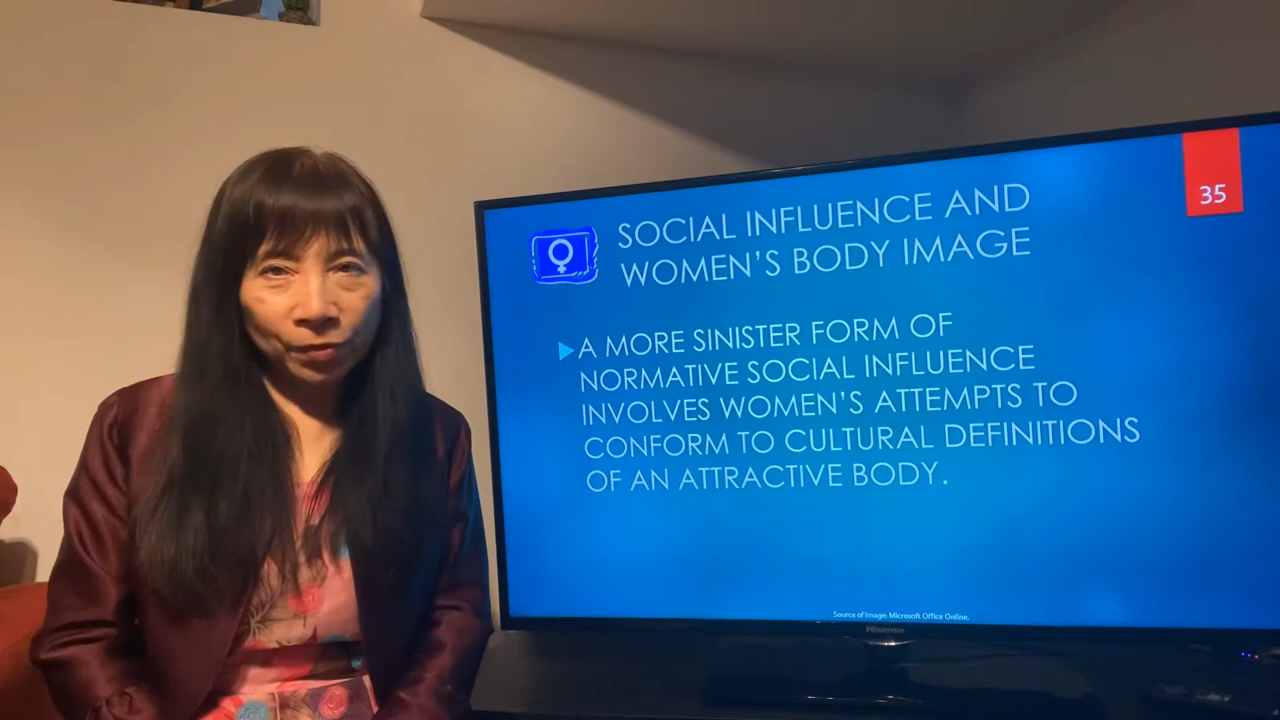 35
SOCIAL INFLUENCE AND
WOMEN'S BODY IMAGE
A MORE SINISTER FORM OF
NORMATIVE SOCIAL INFLUENCE
INVOLVES WOMEN'S ATTEMPTS TO
CONFORM TO CULTURAL DEFINITIONS
OF AN ATTRACTIVE BODY.
Source of Image: Microsoft Office Online.
Hisense